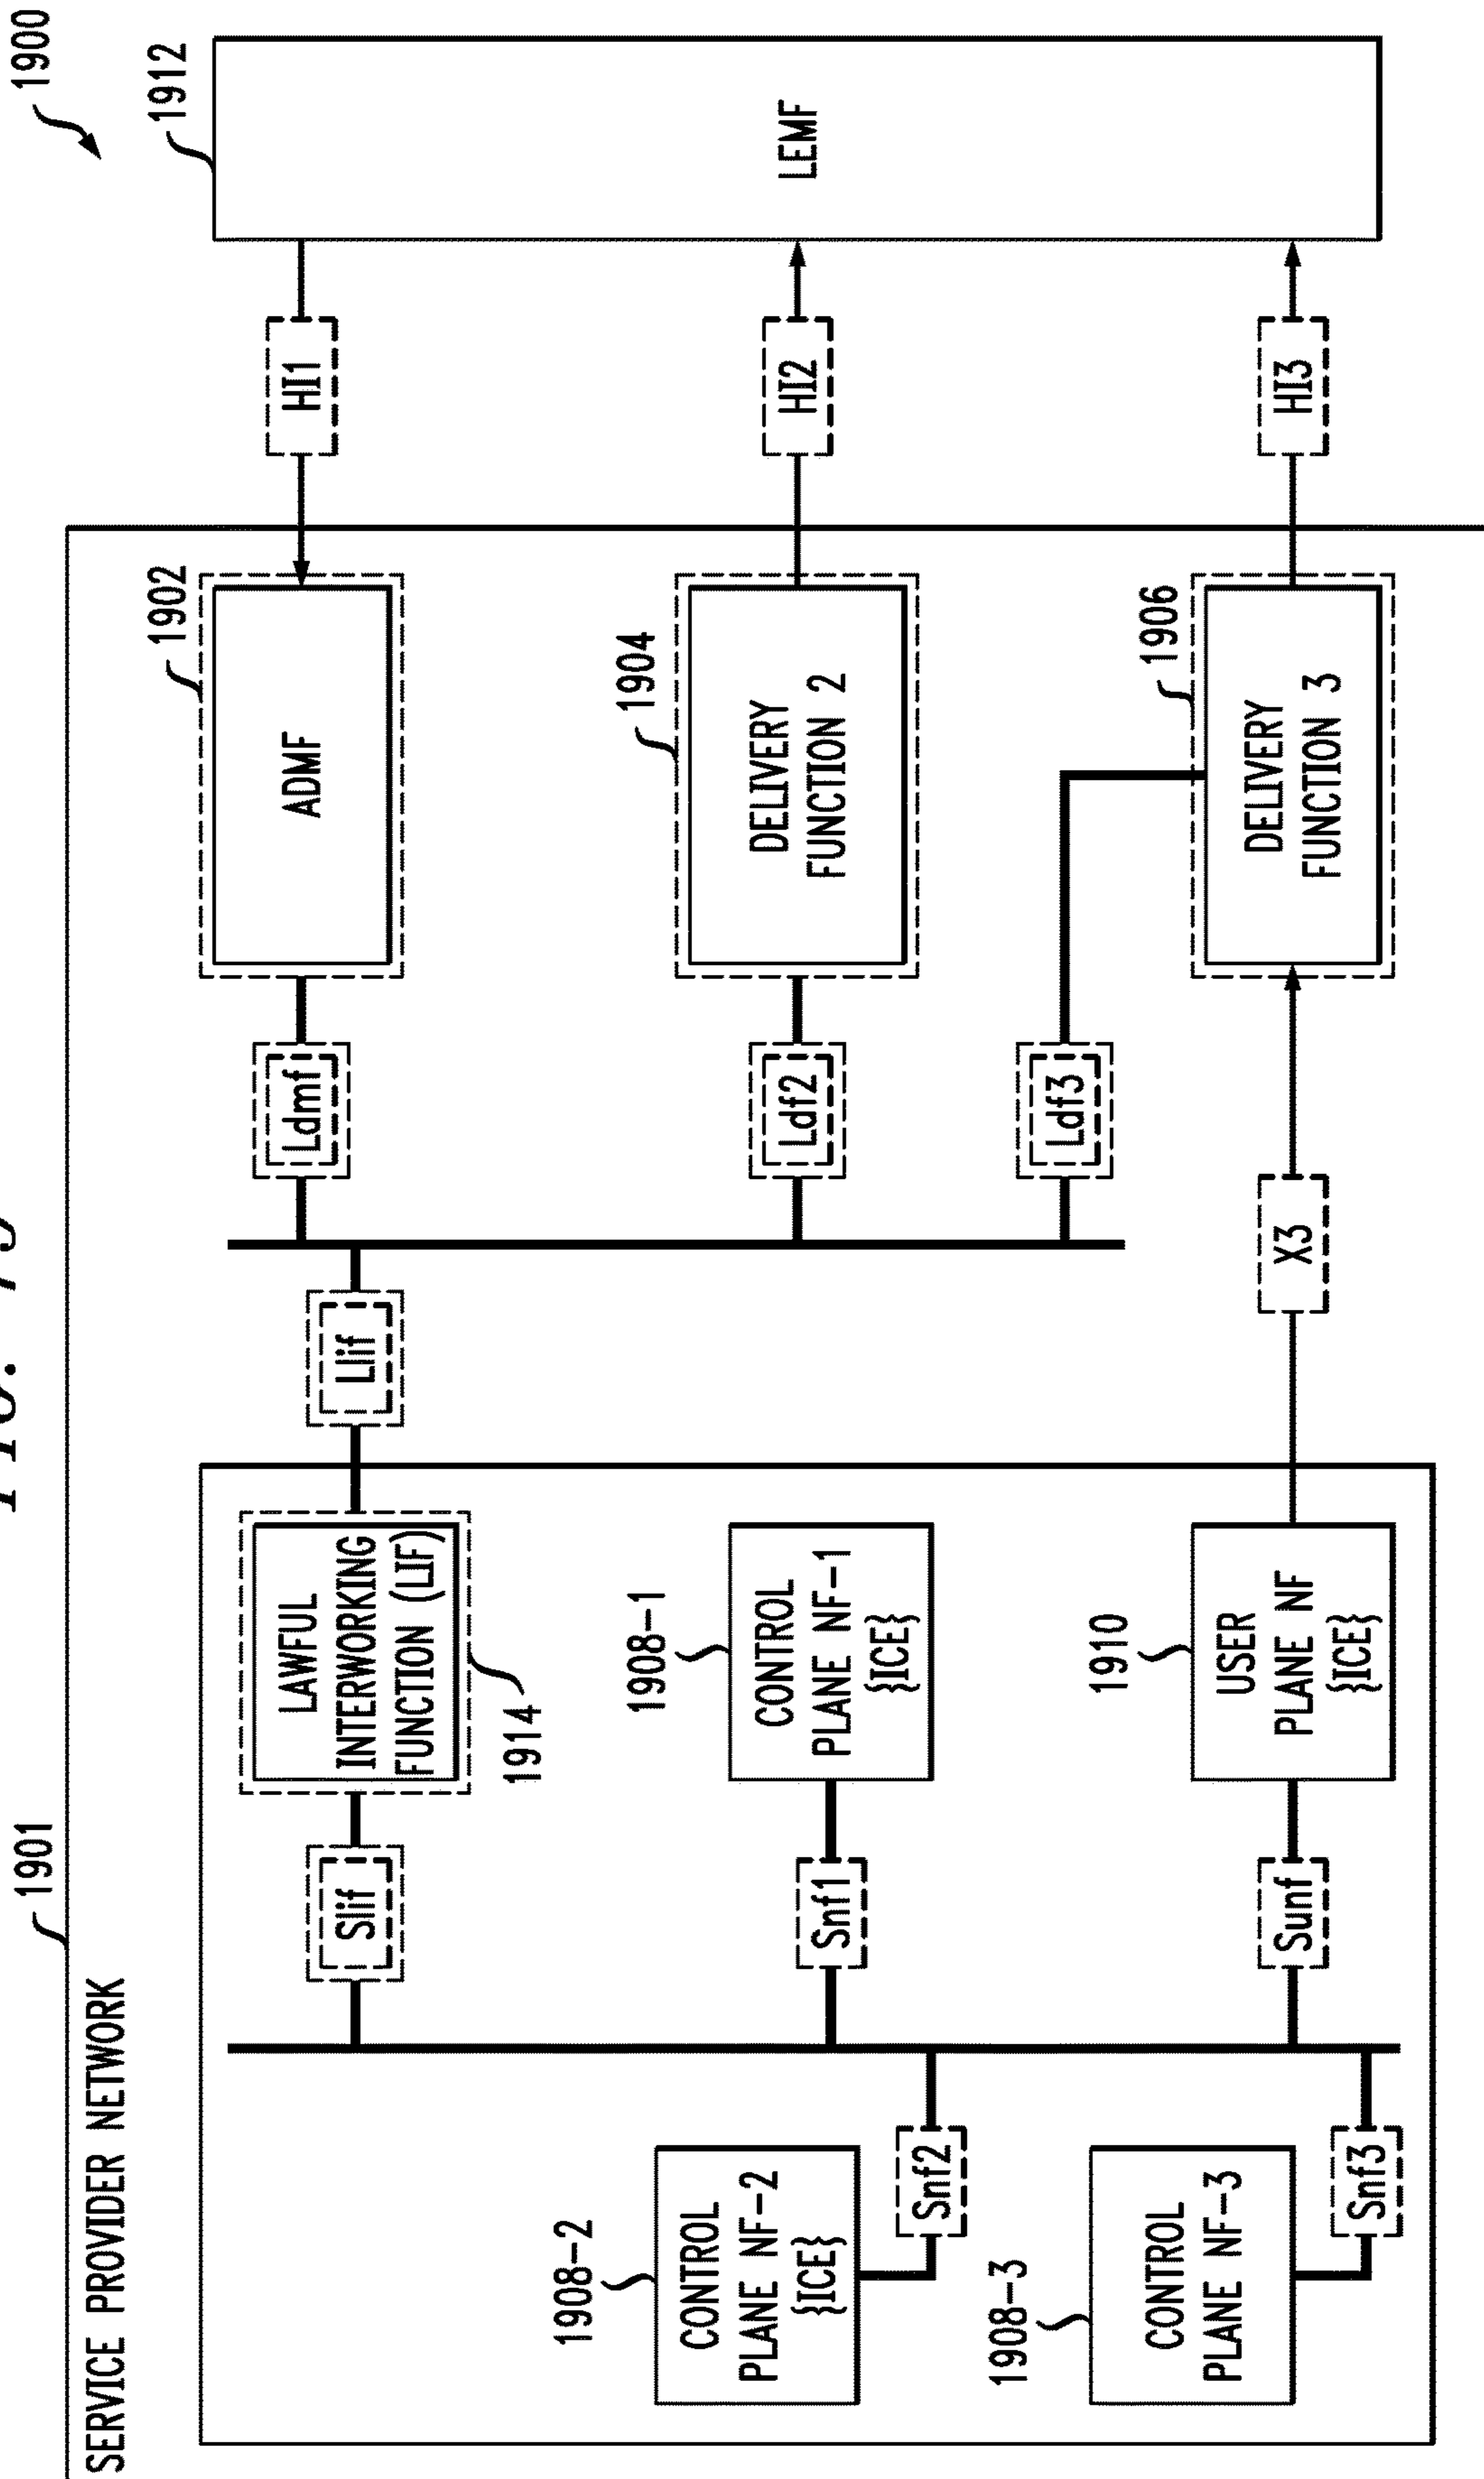 1900
1901
SERVICE PROVIDER NETWORK
LAWFUL
INTERWORKING
FUNCTION (LIF)
1914
Slif
Llif
Ldmf
ADMF
1902
HI1
LEMF
1912
1908-2
CONTROL
PLANE NF-2
{ICE}
Snf2
1908-1
CONTROL
PLANE NF-1
{ICE}
Snf1
Ldf2
DELIVERY
FUNCTION 2
1904
HI2
1908-3
CONTROL
PLANE NF-3
Snf3
1910
USER
PLANE NF
{ICE}
Sunf
X3
Ldf3
DELIVERY
FUNCTION 3
1906
HI3